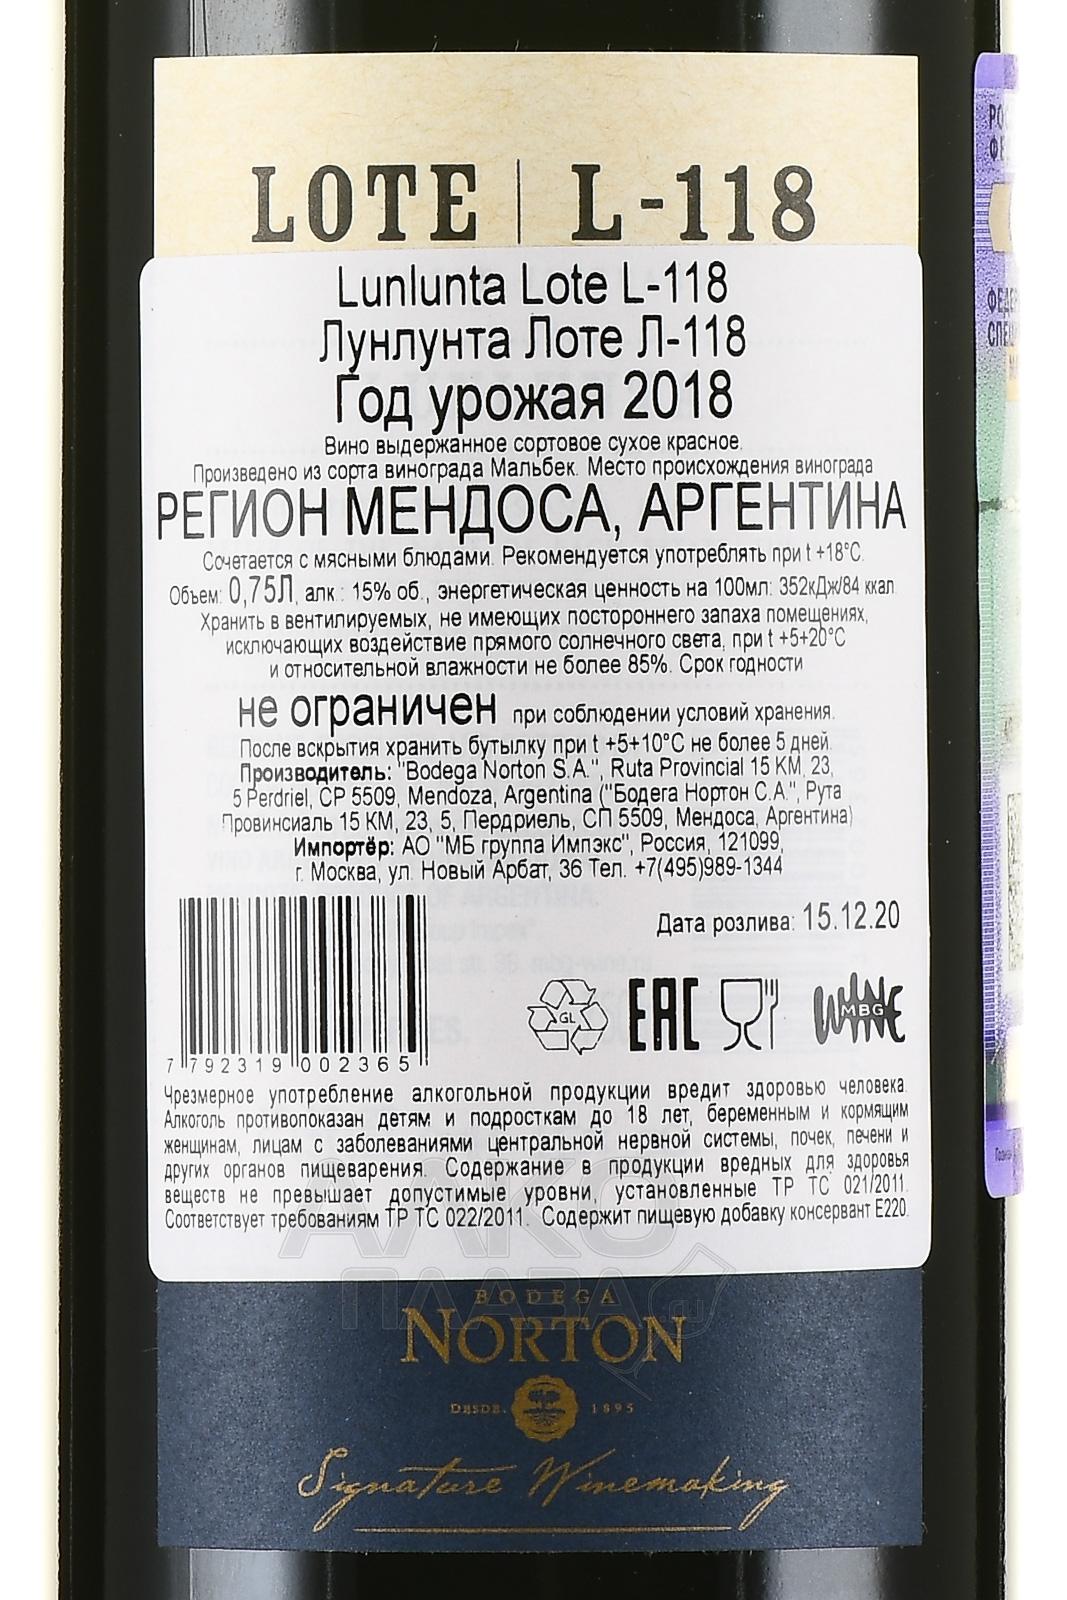 LOTE | L-118
Lunlunta Lote L-118
Лунлунта Лоте Л-118
Год урожая 2018
Вино выдержанное сортовое сухое красное.
Произведено из сорта винограда Мальбек. Место происхождения винограда
РЕГИОН МЕНДОСА, АРГЕНТИНА
Сочетается с мясными блюдами. Рекомендуется употреблять при t +18°С.
Объем: 0,75Л, алк.: 15% об., энергетическая ценность на 100мл: 352кДж/84 ккал
Хранить в вентилируемых, не имеющих постороннего запаха помещениях,
исключающих воздействие прямого солнечного света, при t +5+20°С
и относительной влажности не более 85%. Срок годности
не ограничен при соблюдении условий хранения.
После вскрытия хранить бутылку при t +5+10°С не более 5 дней.
Производитель: "Bodega Norton S.A.", Ruta Provincial 15 KM, 23,
5 Perdriel, CP 5509, Mendoza, Argentina ("Бодега Нортон С.А.", Рута
Провинсиаль 15 КМ, 23, 5, Пердриель, СП 5509, Мендоса, Аргентина)
Импортёр: АО "МБ группа Импэкс", Россия, 121099,
г. Москва, ул. Новый Арбат, 36 Тел. +7(495)989-1344
Дата розлива: 15.12.20
GL
EAC
WINE
MBG
7 792319 002365
Чрезмерное употребление алкогольной продукции вредит здоровью человека.
Алкоголь противопоказан детям и подросткам до 18 лет, беременным и кормящим
женщинам, лицам с заболеваниями центральной нервной системы, почек, печени и
других органов пищеварения. Содержание в продукции вредных для здоровья
веществ не превышает допустимые уровни, установленные ТР ТС 021/2011.
Соответствует требованиям ТР ТС 022/2011. Содержит пищевую добавку консервант Е220.
АЛКО
ПЛАЗА.ru
BODEGA
NORTON
DESDE 1895
Signature Winemaking